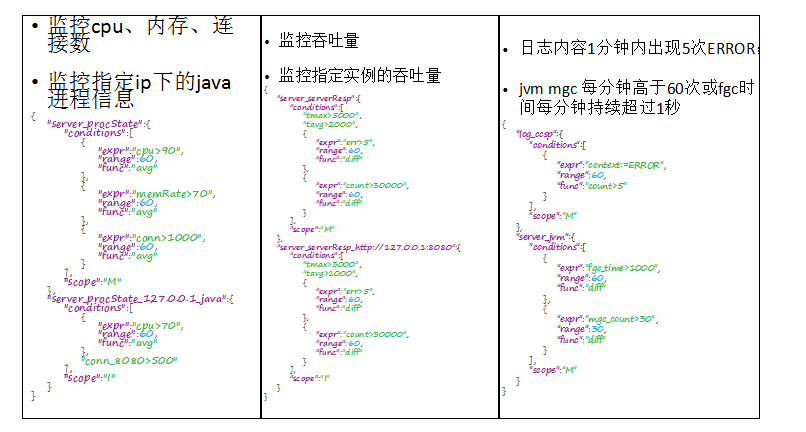 • 监控cpu、内存、连
接数
• 监控指定ip下的java
进程信息
{
"server_procState":{
"conditions":[
{
"expr":"cpu>90",
"range":60,
"func":"avg"
},
{
"expr":"memRate>70",
"range":60,
"func":"avg"
},
{
"expr":"conn>1000",
"range":60,
"func":"avg"
}
],
"scope":"M"
},
"server_procState_127.0.0.1_java":{
"conditions":[
{
"expr":"cpu>70",
"range":60,
"func":"avg"
},
"conn_8080>500"
],
"scope":"I"
}
}
• 监控吞吐量
• 监控指定实例的吞吐量
{
"server_serverResp":{
"conditions":[
"tmax>5000",
"tavg>2000",
{
"expr":"err>5",
"range":60,
"func":"diff"
},
{
"expr":"count>30000",
"range":60,
"func":"diff"
}
],
"scope":"M"
},
"server_serverResp_http://127.0.0.1:8080":{
"conditions":[
"tmax>3000",
"tavg>1000",
{
"expr":"err>5",
"range":60,
"func":"diff"
},
{
"expr":"count>30000",
"range":60,
"func":"diff"
}
],
"scope":"I"
}
}
• 日志内容1分钟内出现5次ERROR;
• jvm mgc 每分钟高于60次或fgc时
间每分钟持续超过1秒
{
"log_ccsp":{
"conditions":[
{
"expr":"context:=ERROR",
"range":60,
"func":"count>5"
}
],
"scope":"M"
},
"server_jvm":{
"conditions":[
{
"expr":"fgc_time>1000",
"range":60,
"func":"diff"
},
{
"expr":"mgc_count>30",
"range":30,
"func":"diff"
}
],
"scope":"M"
}
}